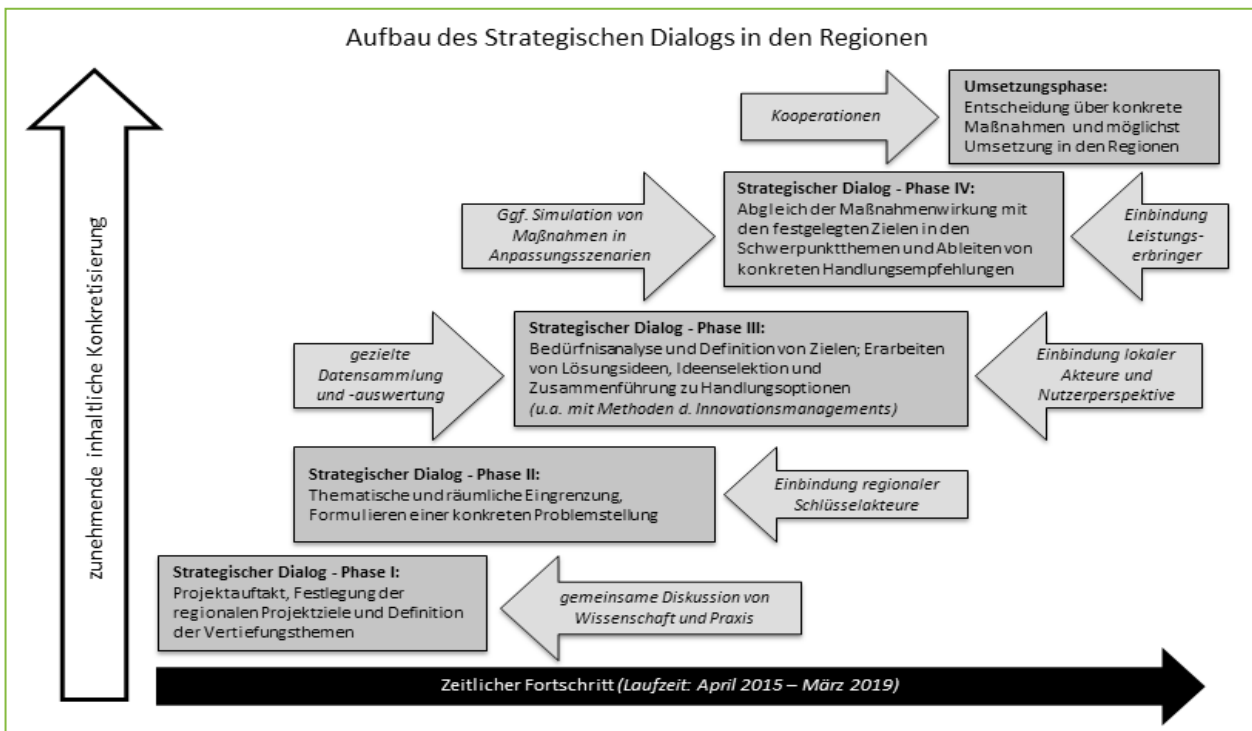 Aufbau des Strategischen Dialogs in den Regionen
zunehmende inhaltliche Konkretisierung
Kooperationen
Umsetzungsphase:
Entscheidung über konkrete
Maßnahmen und möglichst
Umsetzung in den Regionen
Ggf. Simulation von
Maßnahmen in
Anpassungsszenarien
Strategischer Dialog - Phase IV:
Abgleich der Maßnahmenwirkung mit
den festgelegten Zielen in den
Schwerpunktthemen und Ableiten von
konkreten Handlungsempfehlungen
Einbindung
Leistungs-
erbringer
gezielte
Datensammlung
und -auswertung
Strategischer Dialog - Phase III:
Bedürfnisanalyse und Definition von Zielen; Erarbeiten
von Lösungsideen, Ideenselektion und
Zusammenführung zu Handlungsoptionen
(u.a. mit Methoden d. Innovationsmanagements)
Einbindung lokaler
Akteure und
Nutzerperspektive
Strategischer Dialog - Phase II:
Thematische und räumliche Eingrenzung,
Formulieren einer konkreten Problemstellung
Einbindung regionaler
Schlüsselakteure
Strategischer Dialog - Phase I:
Projektauftakt, Festlegung der
regionalen Projektziele und Definition
der Vertiefungsthemen
gemeinsame Diskussion von
Wissenschaft und Praxis
Zeitlicher Fortschritt (Laufzeit: April 2015 – März 2019)